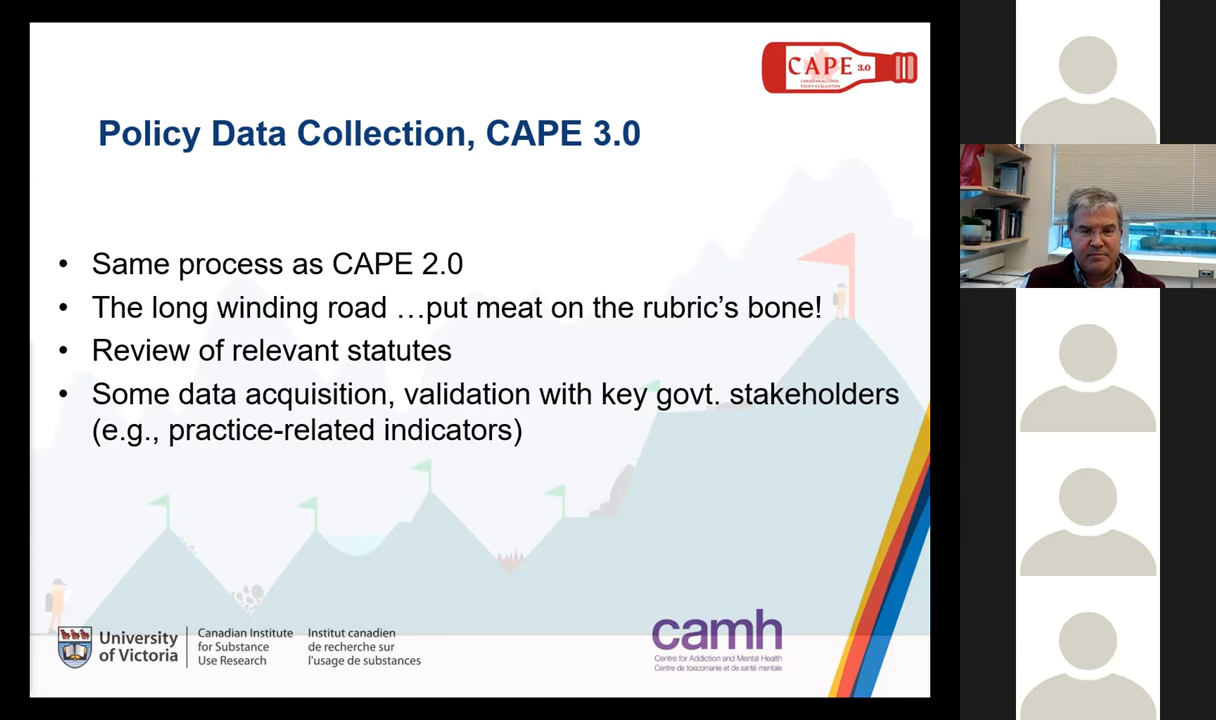 CAPE 3.0
CANADIAN ALCOHOL
POLICY EVALUATION
Policy Data Collection, CAPE 3.0
• Same process as CAPE 2.0
• The long winding road …put meat on the rubric’s bone!
• Review of relevant statutes
• Some data acquisition, validation with key govt. stakeholders
(e.g., practice-related indicators)
University
of Victoria
Canadian Institute
for Substance
Use Research
Institut canadien
de recherche sur
l'usage de substances
camh
Centre for Addiction and Mental Health
Centre de toxicomanie et de santé mentale